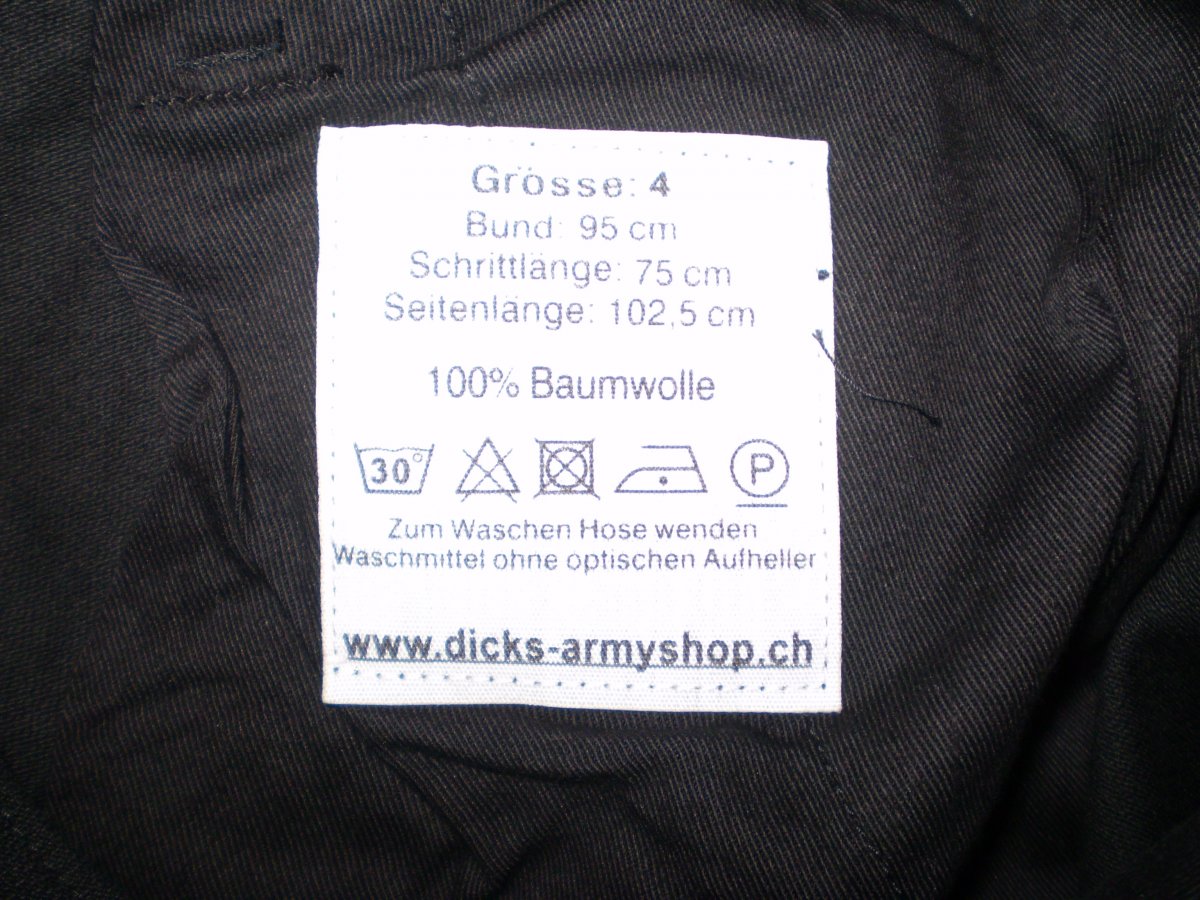 Grösse: 4
Bund: 95 cm
Schrittlänge: 75 cm
Seitenlänge: 102,5 cm
100% Baumwolle
30° P
Zum Waschen Hose wenden
Waschmittel ohne optischen Aufheller
www.dicks-armyshop.ch